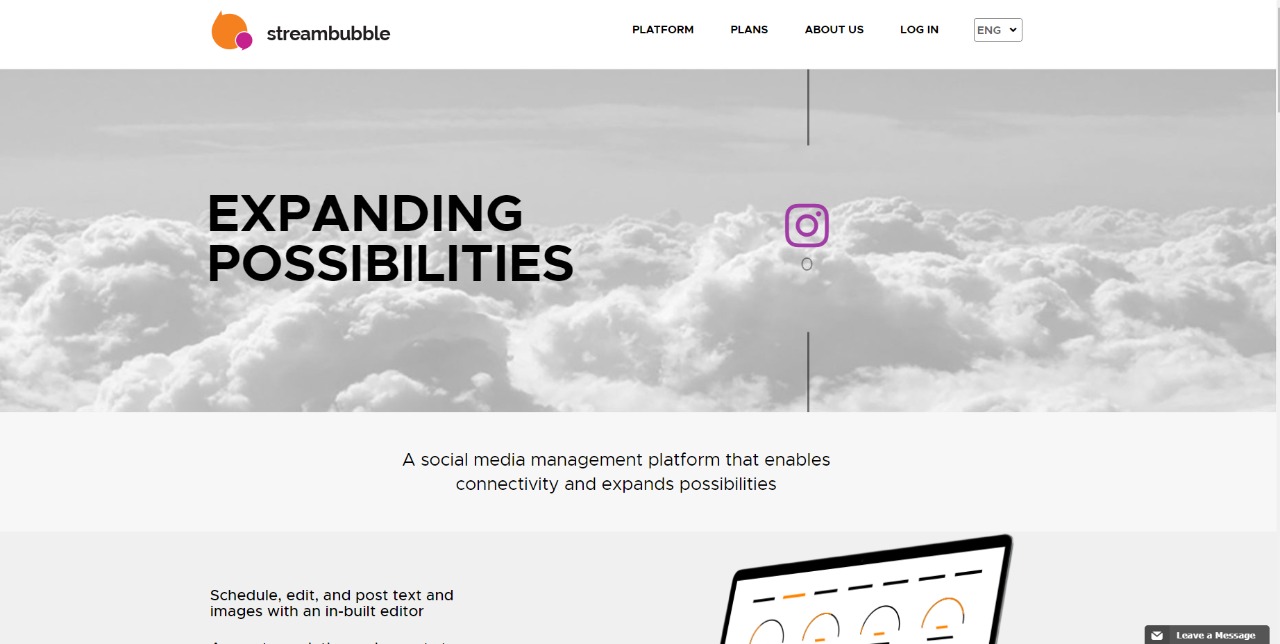 streambubble
PLATFORM PLANS ABOUT US LOG IN ENG
EXPANDING
POSSIBILITIES
0
A social media management platform that enables
connectivity and expands possibilities
Schedule, edit, and post text and
images with an in-built editor
Leave a Message